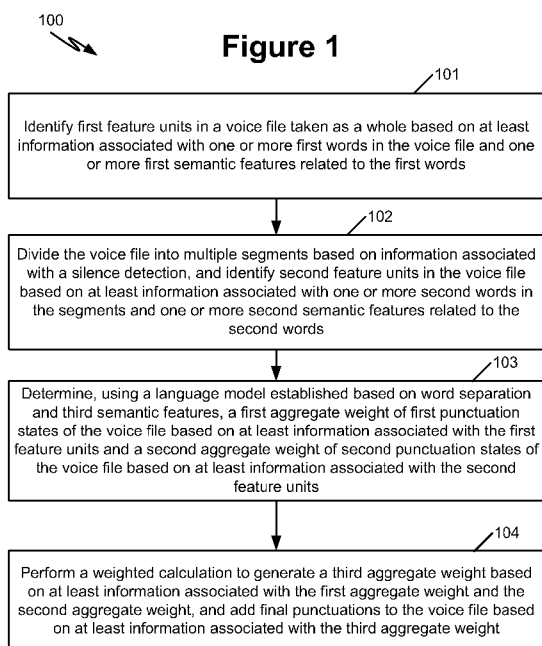 100
Figure 1
101
Identify first feature units in a voice file taken as a whole based on at least
information associated with one or more first words in the voice file and one
or more first semantic features related to the first words
102
Divide the voice file into multiple segments based on information associated
with a silence detection, and identify second feature units in the voice file
based on at least information associated with one or more second words in
the segments and one or more second semantic features related to the
second words
103
Determine, using a language model established based on word separation
and third semantic features, a first aggregate weight of first punctuation
states of the voice file based on at least information associated with the first
feature units and a second aggregate weight of second punctuation states of
the voice file based on at least information associated with the second
feature units
104
Perform a weighted calculation to generate a third aggregate weight based
on at least information associated with the first aggregate weight and the
second aggregate weight, and add final punctuations to the voice file based
on at least information associated with the third aggregate weight